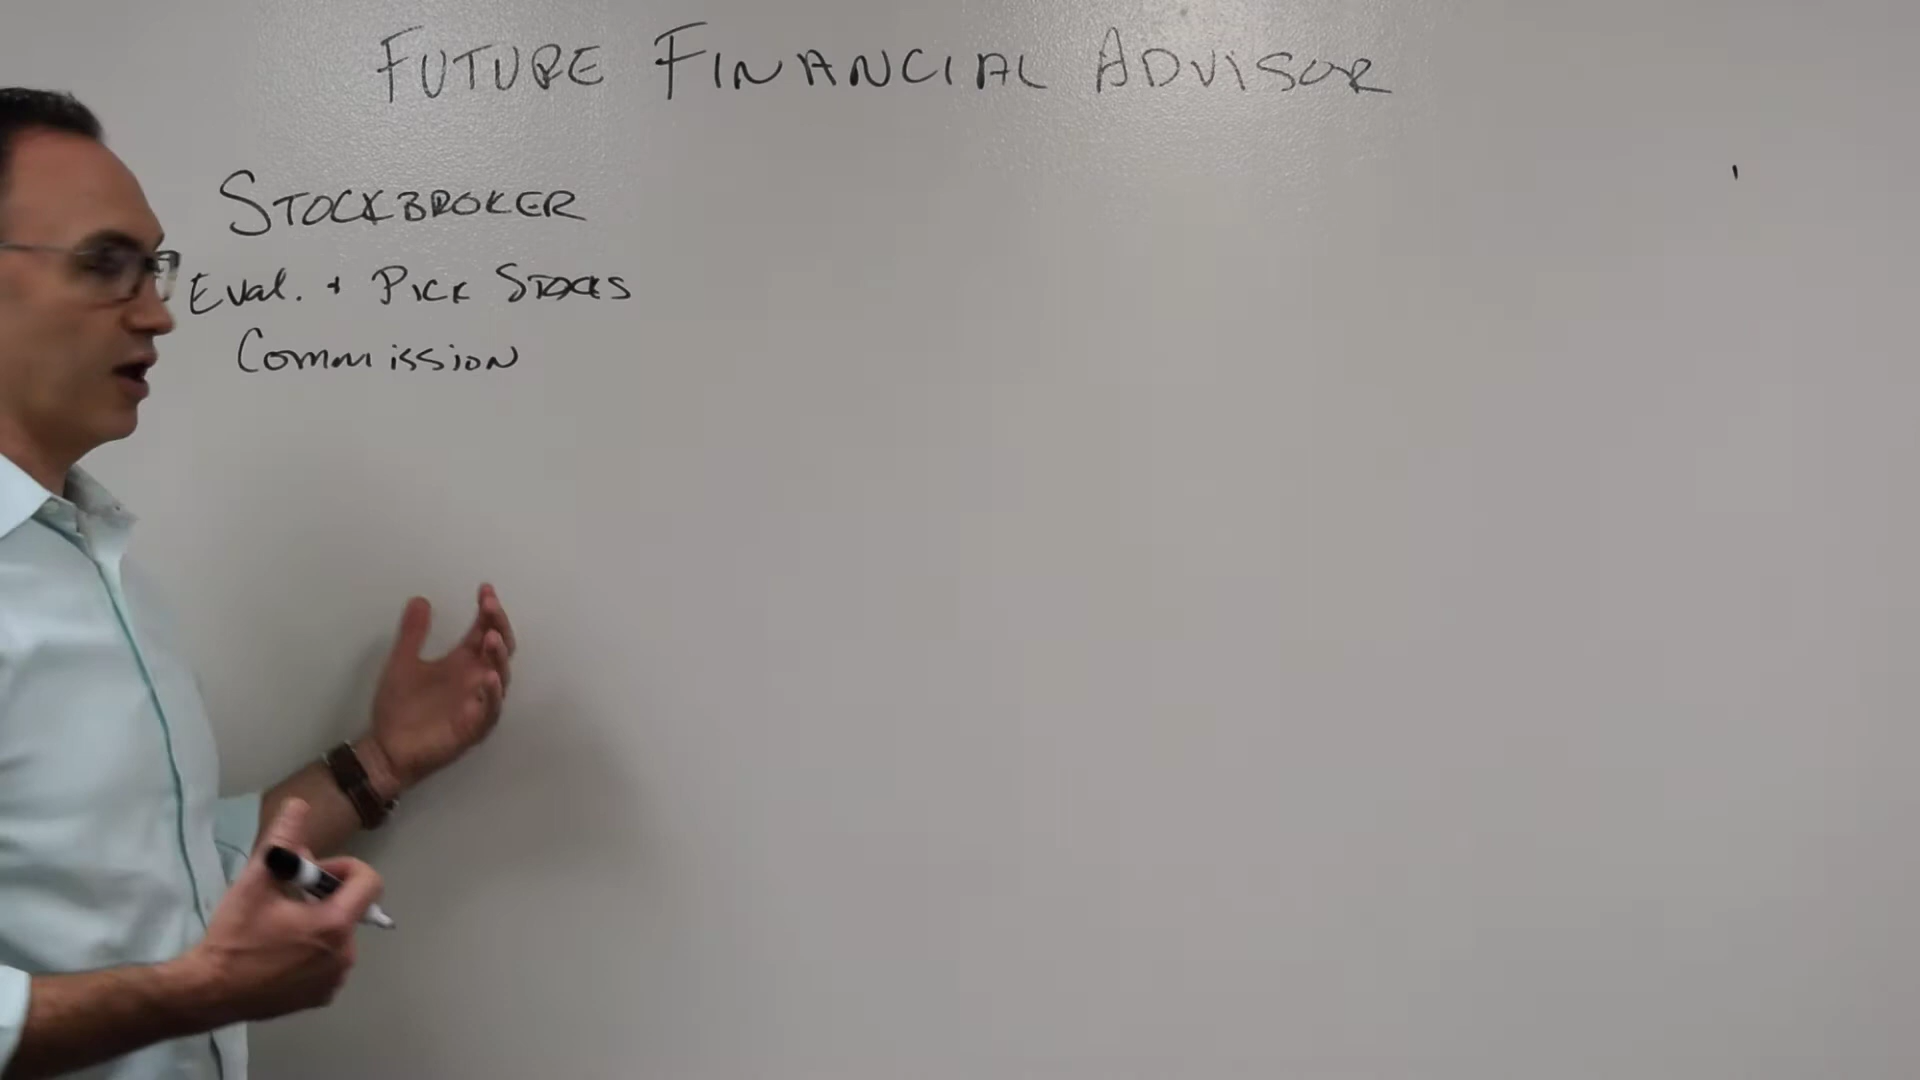 FUTURE FINANCIAL ADVISOR
STOCKBROKER
Eval. + PICK STOCKS
Commission